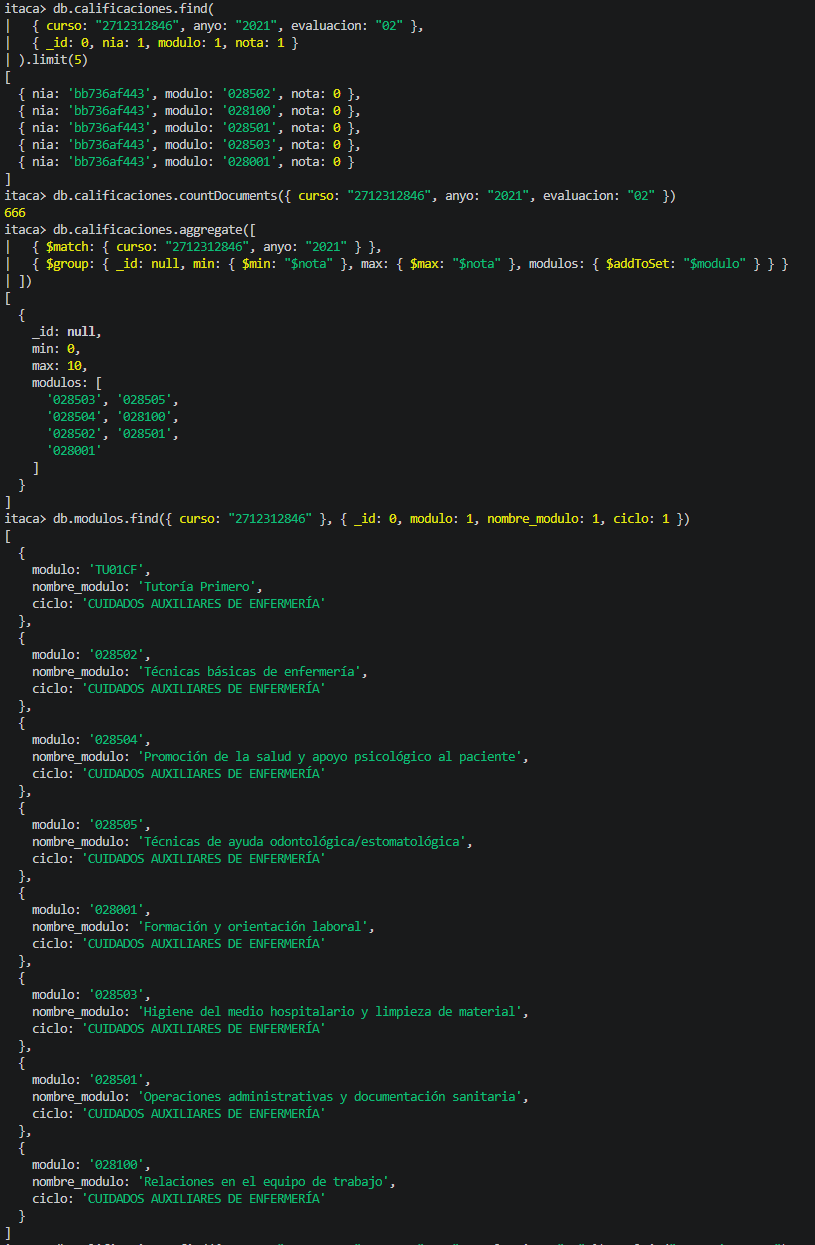 itaca> db.calificaciones.find(
|   { curso: "2712312846", anyo: "2021", evaluacion: "02" },
|   { _id: 0, nia: 1, modulo: 1, nota: 1 }
| ).limit(5)
[
  { nia: 'bb736af443', modulo: '028502', nota: 0 },
  { nia: 'bb736af443', modulo: '028100', nota: 0 },
  { nia: 'bb736af443', modulo: '028501', nota: 0 },
  { nia: 'bb736af443', modulo: '028503', nota: 0 },
  { nia: 'bb736af443', modulo: '028001', nota: 0 }
]
itaca> db.calificaciones.countDocuments({ curso: "2712312846", anyo: "2021", evaluacion: "02" })
666
itaca> db.calificaciones.aggregate([
|   { $match: { curso: "2712312846", anyo: "2021" } },
|   { $group: { _id: null, min: { $min: "$nota" }, max: { $max: "$nota" }, modulos: { $addToSet: "$modulo" } } }
| ])
[
  {
    _id: null,
    min: 0,
    max: 10,
    modulos: [
      '028503', '028505',
      '028504', '028100',
      '028502', '028501',
      '028001'
    ]
  }
]
itaca> db.modulos.find({ curso: "2712312846" }, { _id: 0, modulo: 1, nombre_modulo: 1, ciclo: 1 })
[
  {
    modulo: 'TU01CF',
    nombre_modulo: 'Tutoría Primero',
    ciclo: 'CUIDADOS AUXILIARES DE ENFERMERÍA'
  },
  {
    modulo: '028502',
    nombre_modulo: 'Técnicas básicas de enfermería',
    ciclo: 'CUIDADOS AUXILIARES DE ENFERMERÍA'
  },
  {
    modulo: '028504',
    nombre_modulo: 'Promoción de la salud y apoyo psicológico al paciente',
    ciclo: 'CUIDADOS AUXILIARES DE ENFERMERÍA'
  },
  {
    modulo: '028505',
    nombre_modulo: 'Técnicas de ayuda odontológica/estomatológica',
    ciclo: 'CUIDADOS AUXILIARES DE ENFERMERÍA'
  },
  {
    modulo: '028001',
    nombre_modulo: 'Formación y orientación laboral',
    ciclo: 'CUIDADOS AUXILIARES DE ENFERMERÍA'
  },
  {
    modulo: '028503',
    nombre_modulo: 'Higiene del medio hospitalario y limpieza de material',
    ciclo: 'CUIDADOS AUXILIARES DE ENFERMERÍA'
  },
  {
    modulo: '028501',
    nombre_modulo: 'Operaciones administrativas y documentación sanitaria',
    ciclo: 'CUIDADOS AUXILIARES DE ENFERMERÍA'
  },
  {
    modulo: '028100',
    nombre_modulo: 'Relaciones en el equipo de trabajo',
    ciclo: 'CUIDADOS AUXILIARES DE ENFERMERÍA'
  }
]